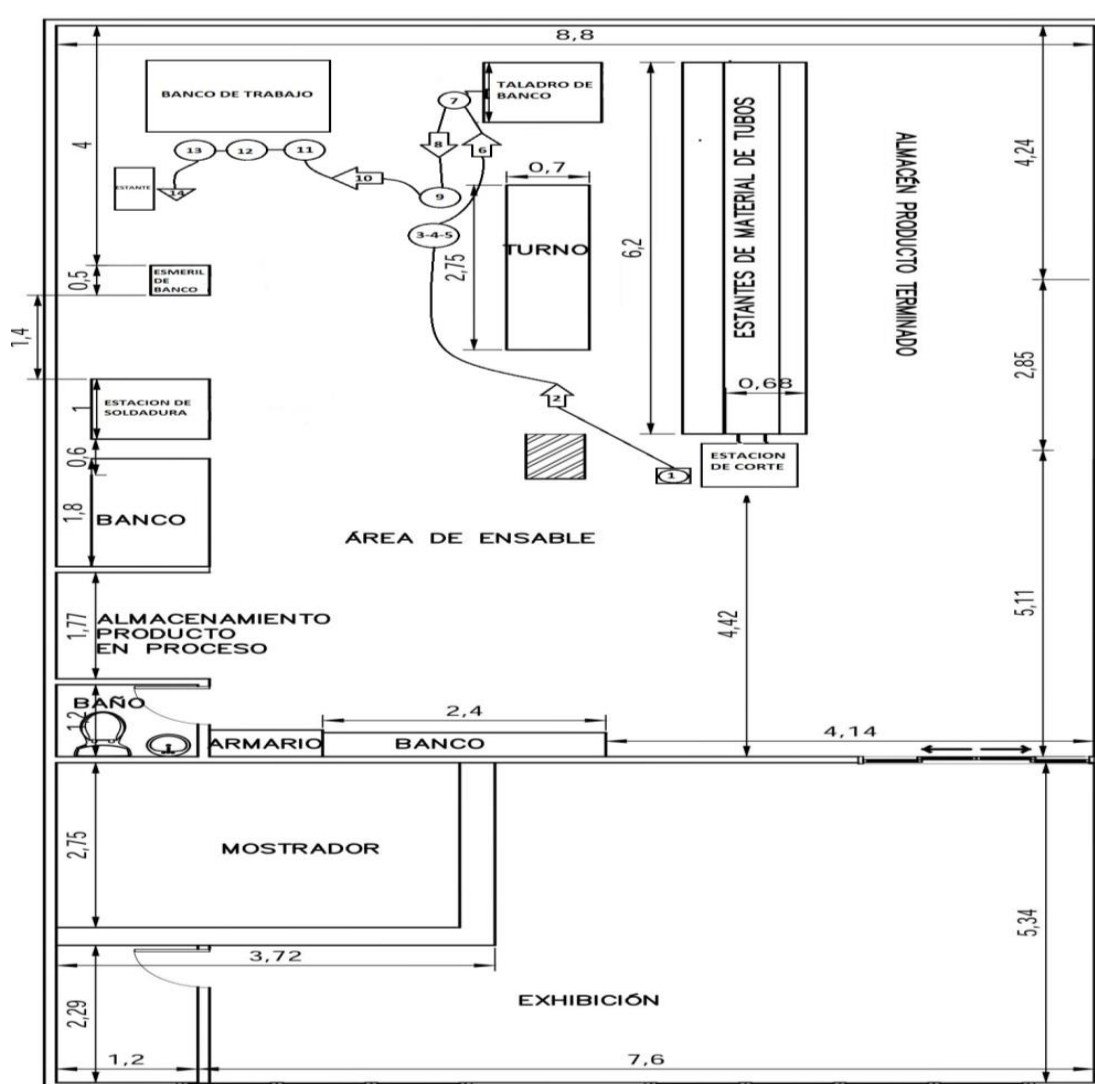 8,8
BANCO DE TRABAJO
TALADRO DE
BANCO
7
8
6
13
12
11
10
14
ESTANTE
9
3-4-5
4
0,7
TURNO
2,75
6,2
ESTANTES DE MATERIAL DE TUBOS
ALMACÉN PRODUCTO TERMINADO
4,24
0,5
ESMERIL
DE
BANCO
1,4
2,85
0,68
2
1
ESTACION DE
SOLDADURA
0,6
ESTACION
DE CORTE
1
1,8
BANCO
ÁREA DE ENSABLE
4,42
5,11
1,77
ALMACENAMIENTO
PRODUCTO
EN PROCESO
BAÑO
1,2
ARMARIO
2,4
BANCO
4,14
2,75
MOSTRADOR
5,34
3,72
EXHIBICIÓN
2,29
1,2
7,6